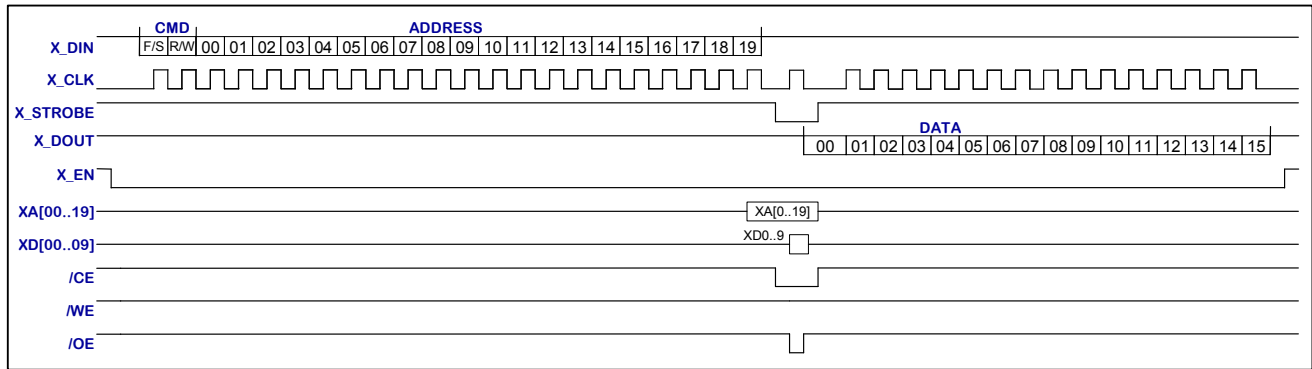 CMD ADDRESS
X_DIN F/S R/W 00 01 02 03 04 05 06 07 08 09 10 11 12 13 14 15 16 17 18 19
X_CLK
X_STROBE
DATA
X_DOUT 00 01 02 03 04 05 06 07 08 09 10 11 12 13 14 15
X_EN
XA[00..19] XA[0..19]
XD[00..09] XD0..9
/CE
/WE
/OE